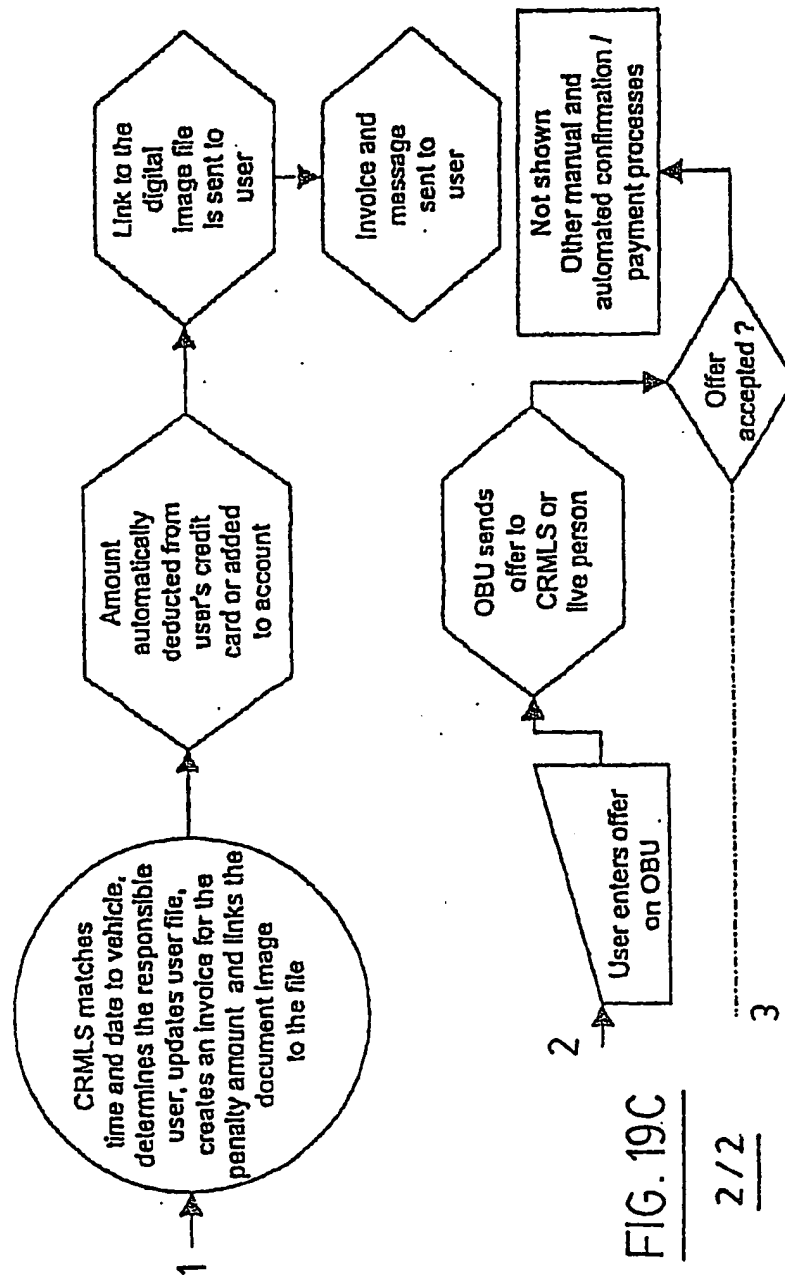 1
CRMLS matches
time and date to vehicle,
determines the responsible
user, updates user file,
creates an invoice for the
penalty amount and links the
document image
to the file
Amount
automatically
deducted from
user's credit
card or added
to account
Link to the
digital
image file
is sent to
user
Invoice and
message
sent to
user
2
User enters offer
on OBU
OBU sends
offer to
CRMLS or
live person
Offer
accepted ?
Not shown
Other manual and
automated confirmation /
payment processes
3
FIG. 19C
2/2